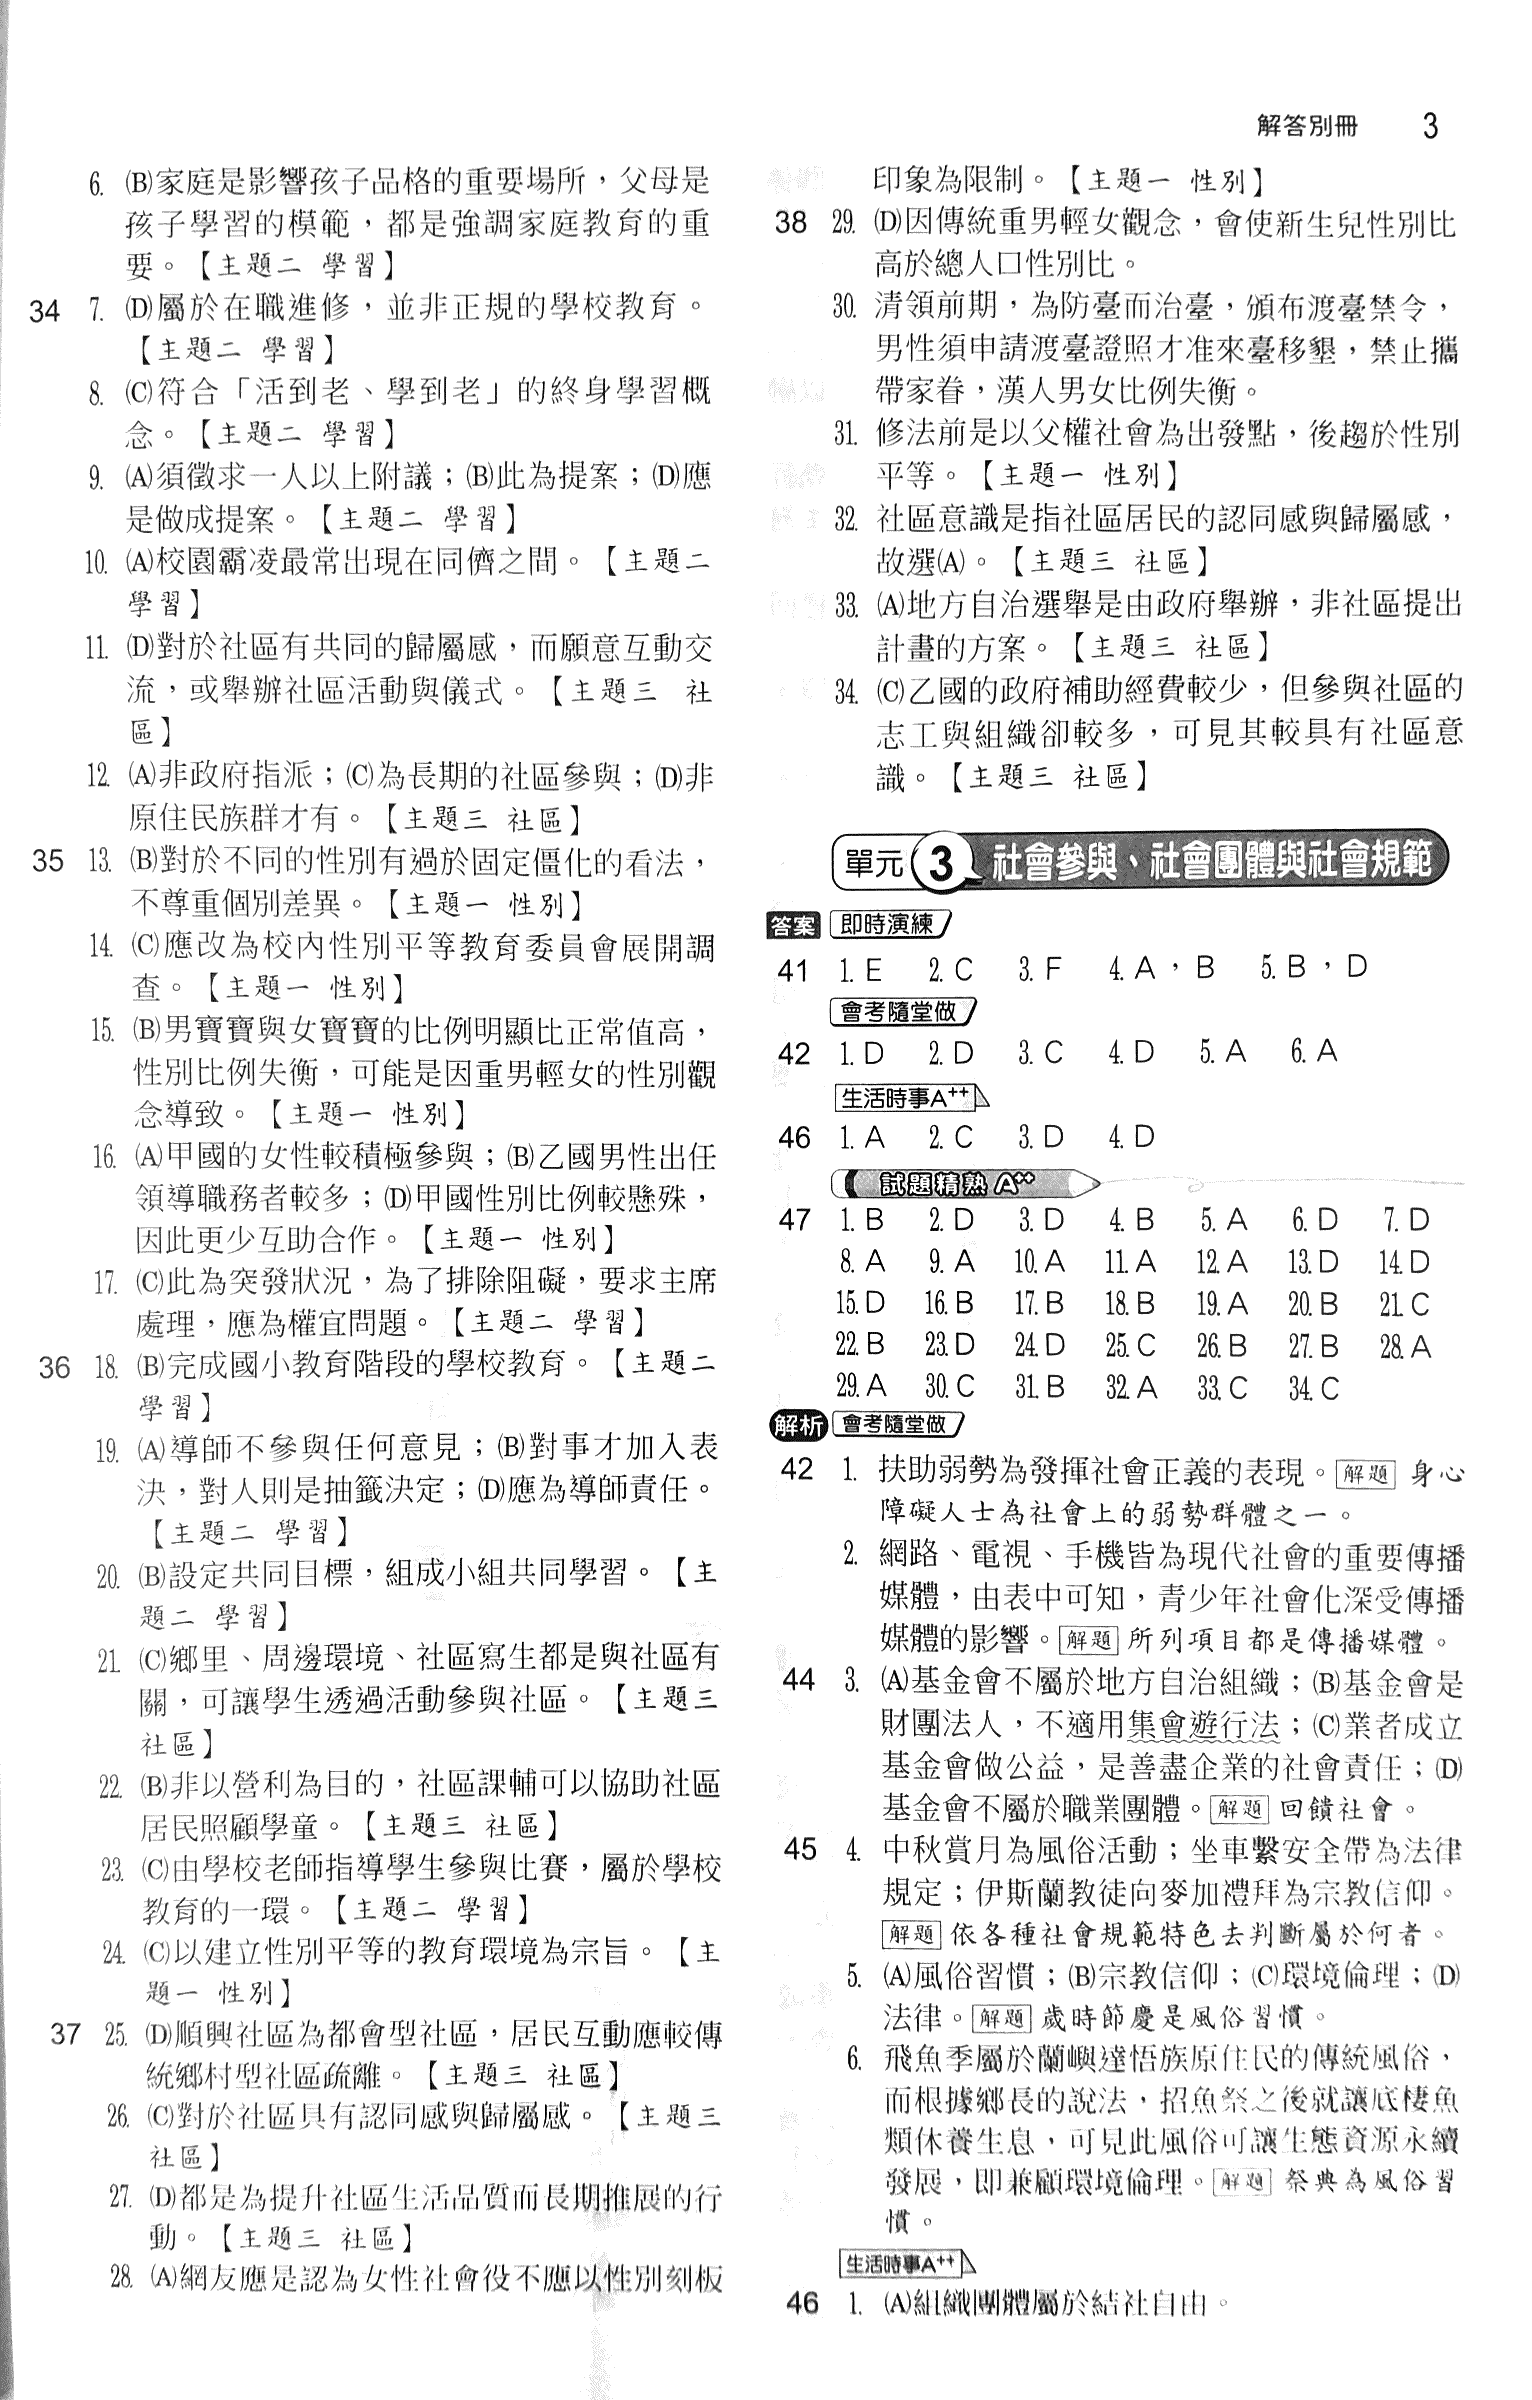 解答別冊 3
6. (B)家庭是影響孩子品格的重要場所，父母是
孩子學習的模範，都是強調家庭教育的重
要。【主題二 學習】
34 7. (D)屬於在職進修，並非正規的學校教育。
【主題二 學習】
8. (C)符合「活到老、學到老」的終身學習概
念。【主題二 學習】
9. (A)須徵求一人以上附議；(B)此為提案；(D)應
是做成提案。【主題二 學習】
10. (A)校園霸凌最常出現在同儕之間。【主題二
學習】
11. (D)對於社區有共同的歸屬感，而願意互動交
流，或舉辦社區活動與儀式。【主題三 社
區】
12. (A)非政府指派；(C)為長期的社區參與；(D)非
原住民族群才有。【主題三 社區】
35 13. (B)對於不同的性別有過於固定僵化的看法，
不尊重個別差異。【主題一 性別】
14. (C)應改為校內性別平等教育委員會展開調
查。【主題一 性別】
15. (B)男寶寶與女寶寶的比例明顯比正常值高，
性別比例失衡，可能是因重男輕女的性別觀
念導致。【主題一 性別】
16. (A)甲國的女性較積極參與；(B)乙國男性出任
領導職務者較多；(D)甲國性別比例較懸殊，
因此更少互助合作。【主題一 性別】
17. (C)此為突發狀況，為了排除阻礙，要求主席
處理，應為權宜問題。【主題二 學習】
36 18. (B)完成國小教育階段的學校教育。【主題二
學習】
19. (A)導師不參與任何意見；(B)對事才加入表
決，對人則是抽籤決定；(D)應為導師責任。
【主題二 學習】
20. (B)設定共同目標，組成小組共同學習。【主
題二 學習】
21. (C)鄉里、周邊環境、社區寫生都是與社區有
關，可讓學生透過活動參與社區。【主題三
社區】
22. (B)非以營利為目的，社區課輔可以協助社區
居民照顧學童。【主題三 社區】
23. (C)由學校老師指導學生參與比賽，屬於學校
教育的一環。【主題二 學習】
24. (C)以建立性別平等的教育環境為宗旨。【主
題一 性別】
37 25. (D)順興社區為都會型社區，居民互動應較傳
統鄉村型社區疏離。【主題三 社區】
26. (C)對於社區具有認同感與歸屬感。【主題三
社區】
27. (D)都是為提升社區生活品質而長期推展的行
動。【主題三 社區】
28. (A)網友應是認為女性社會役不應以性別刻板
印象為限制。【主題一 性別】
38 29. (D)因傳統重男輕女觀念，會使新生兒性別比
高於總人口性別比。
30. 清領前期，為防臺而治臺，頒布渡臺禁令，
男性須申請渡臺證照才准來臺移墾，禁止攜
帶家眷，漢人男女比例失衡。
31. 修法前是以父權社會為出發點，後趨於性別
平等。【主題一 性別】
32. 社區意識是指社區居民的認同感與歸屬感，
故選(A)。【主題三 社區】
33. (A)地方自治選舉是由政府舉辦，非社區提出
計畫的方案。【主題三 社區】
34. (C)乙國的政府補助經費較少，但參與社區的
志工與組織卻較多，可見其較具有社區意
識。【主題三 社區】
單元3 社會參與、社會團體與社會規範
答案 即時演練
41 1. E 2. C 3. F 4. A，B 5. B，D
會考隨堂做
42 1. D 2. D 3. C 4. D 5. A 6. A
生活時事A++
46 1. A 2. C 3. D 4. D
試題精熟A++
47 1. B 2. D 3. D 4. B 5. A 6. D 7. D
8. A 9. A 10. A 11. A 12. A 13. D 14. D
15. D 16. B 17. B 18. B 19. A 20. B 21. C
22. B 23. D 24. D 25. C 26. B 27. B 28. A
29. A 30. C 31. B 32. A 33. C 34. C
解析 會考隨堂做
42 1. 扶助弱勢為發揮社會正義的表現。解題 身心
障礙人士為社會上的弱勢群體之一。
2. 網路、電視、手機皆為現代社會的重要傳播
媒體，由表中可知，青少年社會化深受傳播
媒體的影響。解題 所列項目都是傳播媒體。
44 3. (A)基金會不屬於地方自治組織；(B)基金會是
財團法人，不適用集會遊行法；(C)業者成立
基金會做公益，是善盡企業的社會責任；(D)
基金會不屬於職業團體。解題 回饋社會。
45 4. 中秋賞月為風俗活動；坐車繫安全帶為法律
規定；伊斯蘭教徒向麥加禮拜為宗教信仰。
解題 依各種社會規範特色去判斷屬於何者。
5. (A)風俗習慣；(B)宗教信仰；(C)環境倫理；(D)
法律。解題 歲時節慶是風俗習慣。
6. 飛魚季屬於蘭嶼達悟族原住民的傳統風俗，
而根據鄉長的說法，招魚祭之後就讓底棲魚
類休養生息，可見此風俗可讓生態資源永續
發展，即兼顧環境倫理。解題 祭典為風俗習
慣。
生活時事A++
46 1. (A)組織團體屬於結社自由。